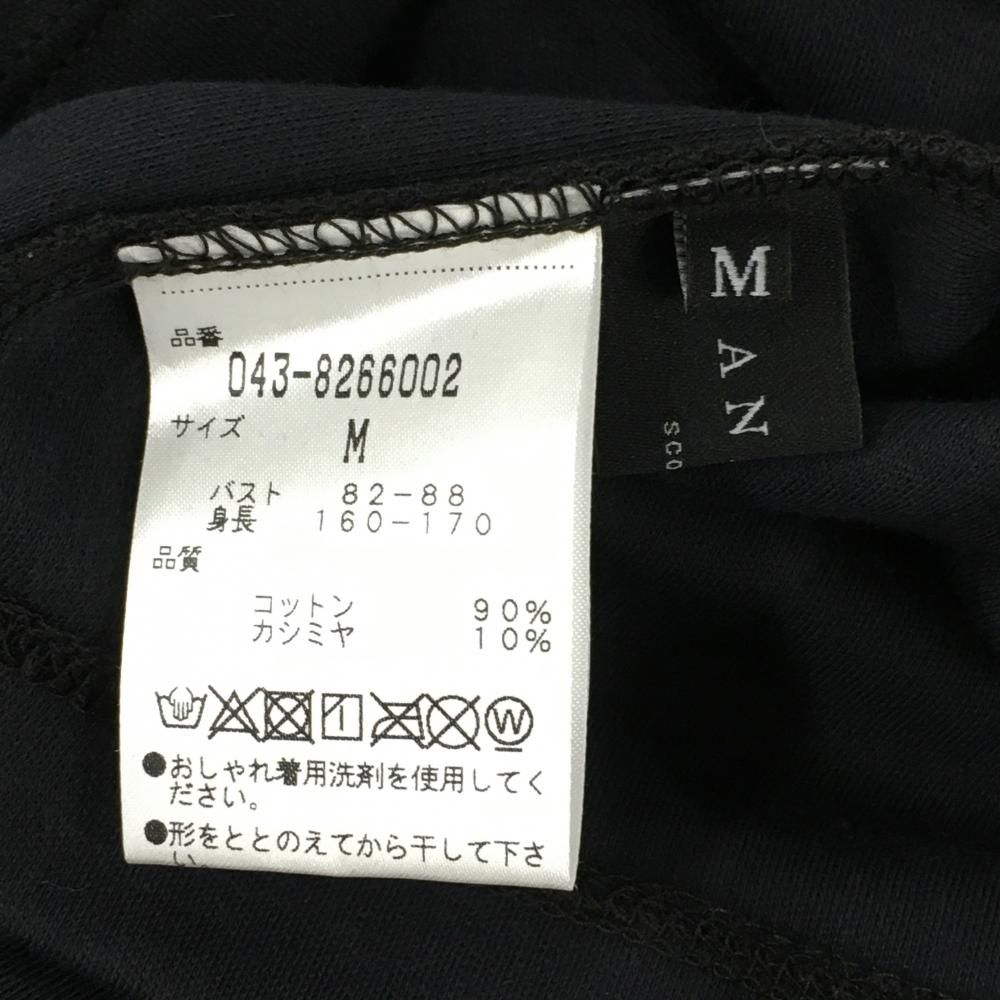 品番
043-8266002
サイズ
M
バスト 82-88
身長 160-170
品質
コットン 90%
カシミヤ 10%
W
●おしゃれ着用洗剤を使用してく
ださい。
●形をととのえてから干して下さ
い。
M
AN